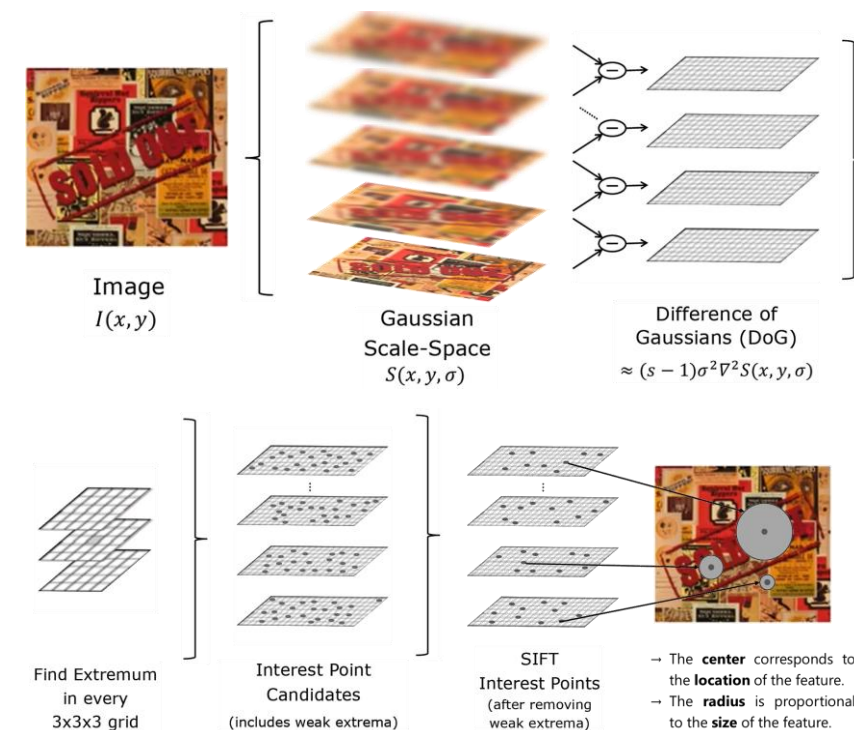 SOLD OUT
Image
I(x, y)
Gaussian
Scale-Space
S(x, y, σ)
Difference of
Gaussians (DoG)
≈ (s − 1)σ²∇²S(x, y, σ)
Find Extremum
in every
3x3x3 grid
Interest Point
Candidates
(includes weak extrema)
SIFT
Interest Points
(after removing
weak extrema)
→ The center corresponds to
the location of the feature.
→ The radius is proportional
to the size of the feature.